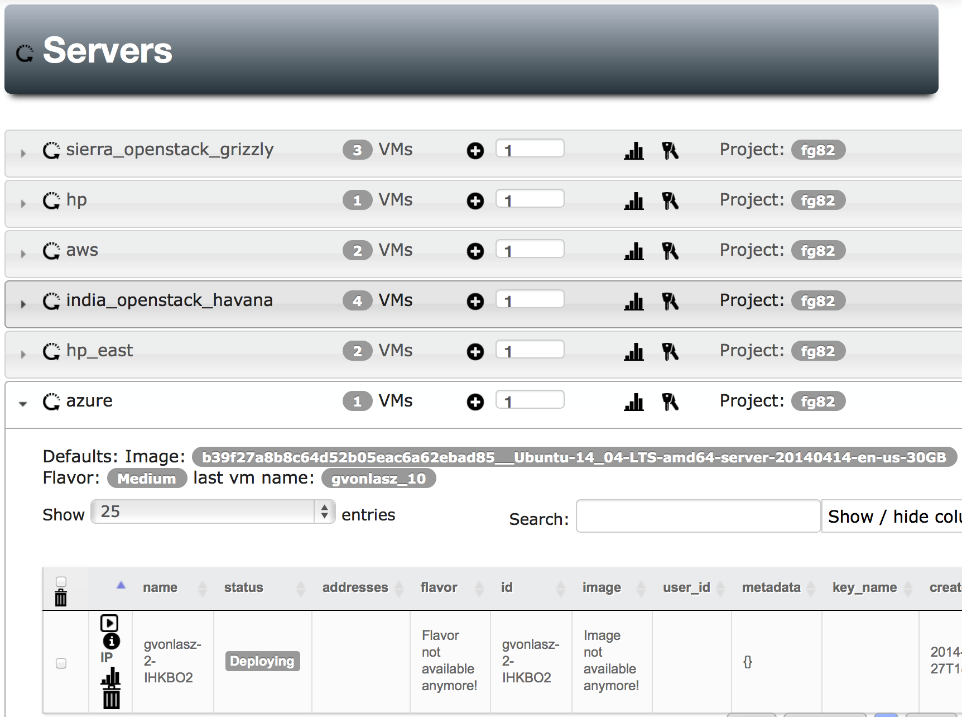 Servers
sierra_openstack_grizzly 3 VMs 1 Project: fg82
hp 1 VMs 1 Project: fg82
aws 2 VMs 1 Project: fg82
india_openstack_havana 4 VMs 1 Project: fg82
hp_east 2 VMs 1 Project: fg82
azure 1 VMs 1 Project: fg82
Defaults: Image: b39f27a8b8c64d52b05eac6a62ebad85__Ubuntu-14_04-LTS-amd64-server-20140414-en-us-30GB
Flavor: Medium last vm name: gvonlasz_10
Show 25 entries Search: Show / hide colu
name status addresses flavor id image user_id metadata key_name creat
IP gvonlasz-2-IHKBO2 Deploying Flavor not available anymore! gvonlasz-2-IHKBO2 Image not available anymore! {} 2014- 27T1